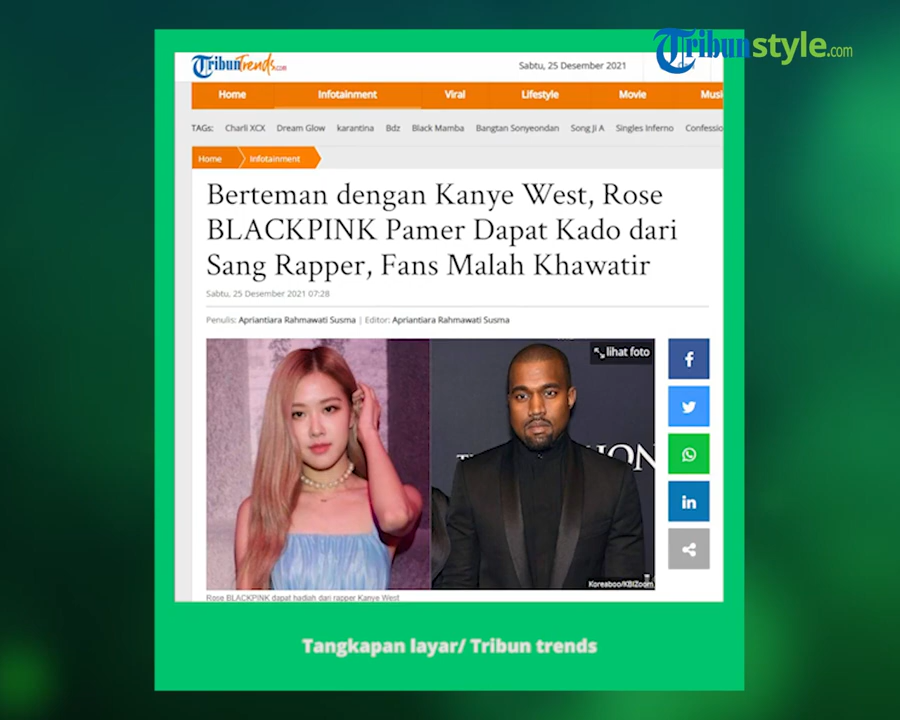 Tribunstyle.com
TribunTrends.com
Sabtu, 25 Desember 2021
Home Infotainment Viral Lifestyle Movie Musi
TAGs: Charli XCX Dream Glow karantina Bdz Black Mamba Bangtan Sonyeondan Song Ji A Singles Inferno Confessio
Home Infotainment
Berteman dengan Kanye West, Rose
BLACKPINK Pamer Dapat Kado dari
Sang Rapper, Fans Malah Khawatir
Sabtu, 25 Desember 2021 07:28
Penulis: Apriantiara Rahmawati Susma | Editor: Apriantiara Rahmawati Susma
lihat foto
Koreaboo/KBIZoom
Rose BLACKPINK dapat hadiah dari rapper Kanye West
Tangkapan layar/ Tribun trends